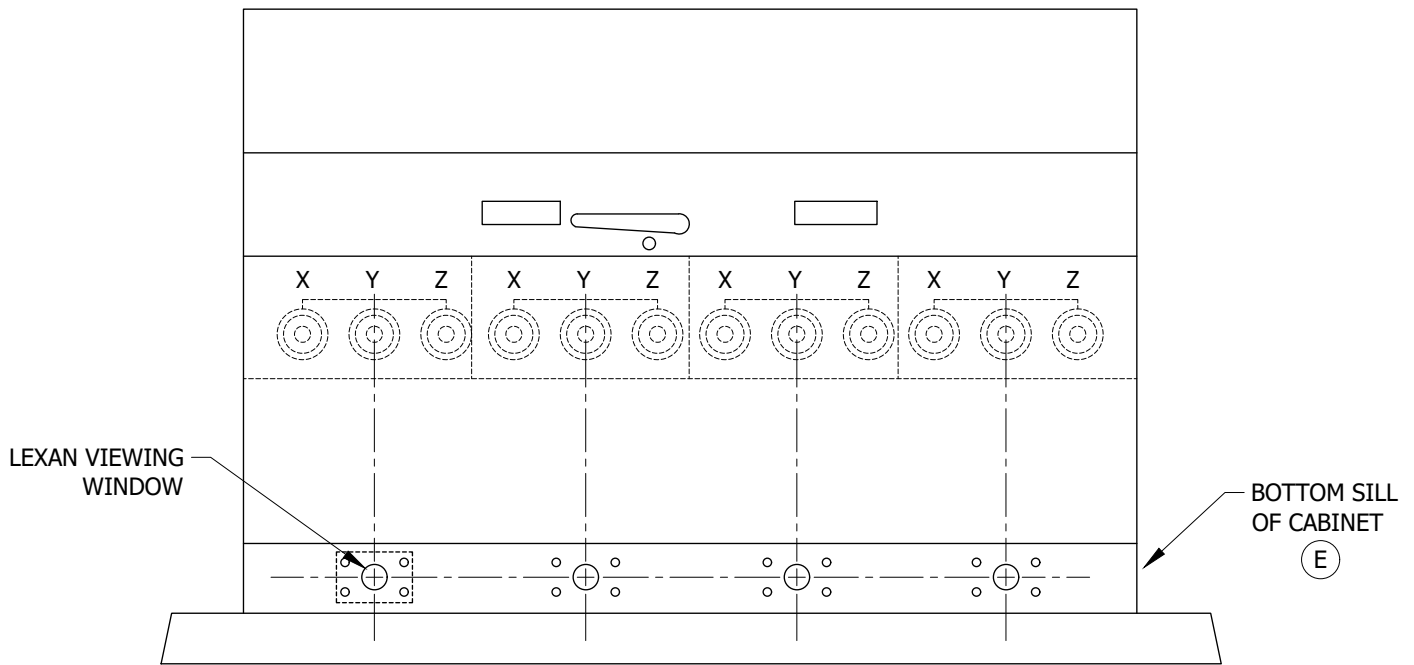 X Y Z X Y Z X Y Z X Y Z
LEXAN VIEWING
WINDOW
BOTTOM SILL
OF CABINET
E